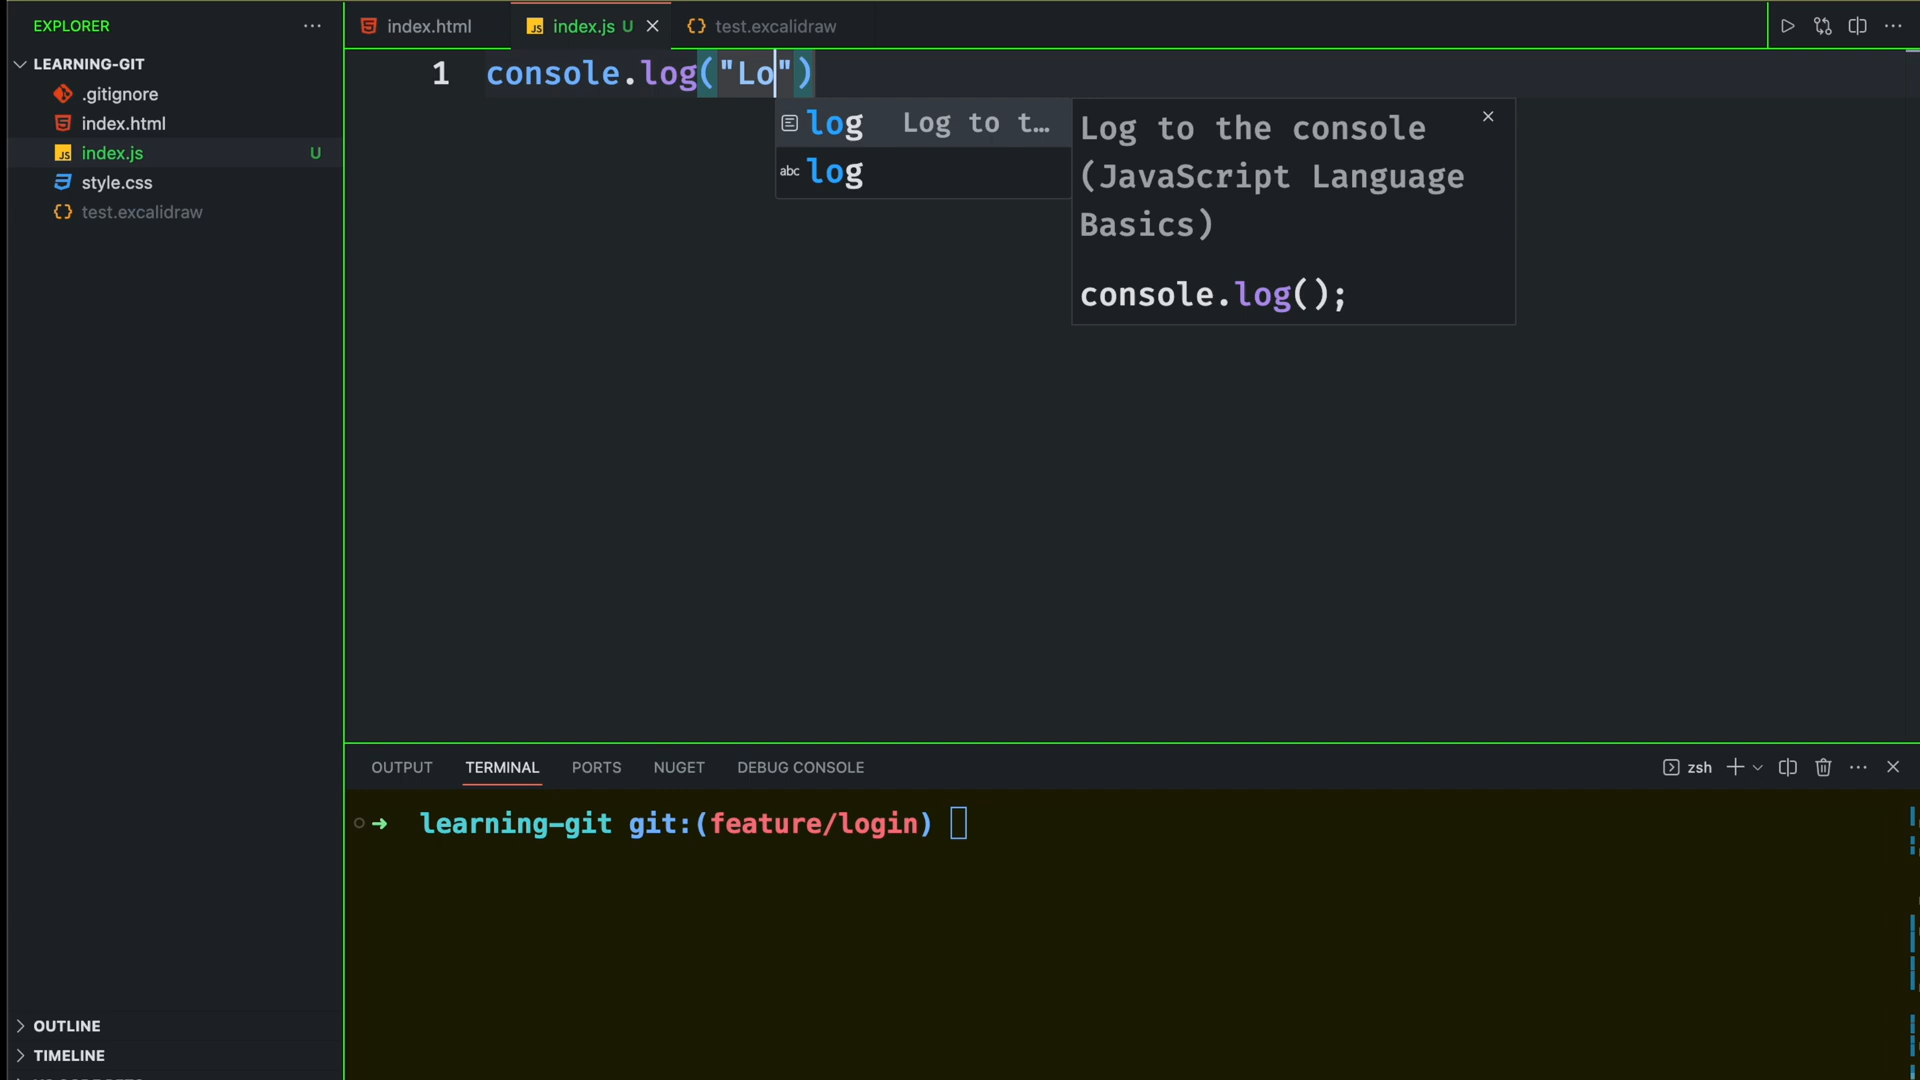 EXPLORER
LEARNING-GIT
.gitignore
index.html
index.js U
style.css
test.excalidraw
OUTLINE
TIMELINE
index.html
index.js U
test.excalidraw
1 console.log("Lo")
log Log to t…
abc log
Log to the console
(JavaScript Language
Basics)
console.log();
OUTPUT TERMINAL PORTS NUGET DEBUG CONSOLE
zsh
➜ learning-git git:(feature/login)